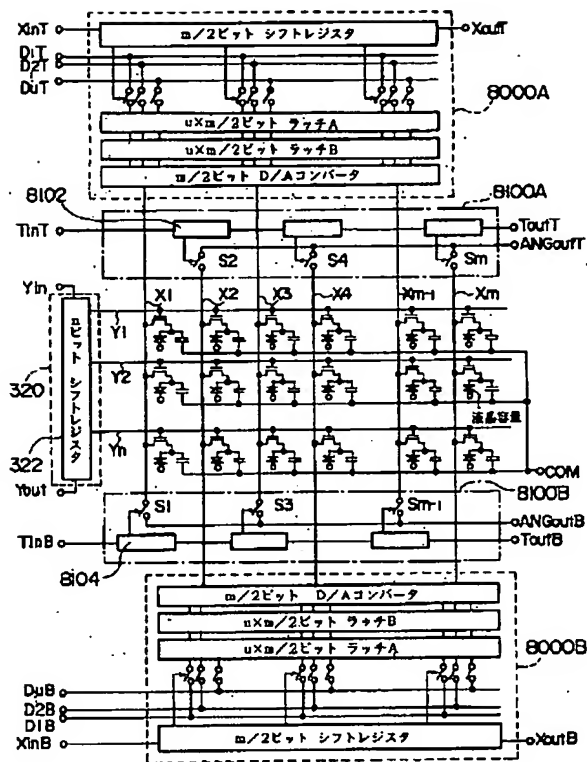 XinT
m/2ビット シフトレジスタ
XoutT
D1T
D2T
DuT
8000A
u×m/2ビット ラッチA
u×m/2ビット ラッチB
m/2ビット D/Aコンバータ
8102
8100A
TinT
ToutT
ANGoutT
S2
S4
Sm
Yin
X1
X2
X3
X4
Xm-1
Xm
Y1
320
322
nビット シフトレジスタ
Y2
液晶容量
Yn
Yout
COM
8100B
S1
S3
Sm-1
ANGoutB
TinB
ToutB
8104
m/2ビット D/Aコンバータ
u×m/2ビット ラッチB
u×m/2ビット ラッチA
8000B
DuB
D2B
D1B
XinB
m/2ビット シフトレジスタ
XoutB